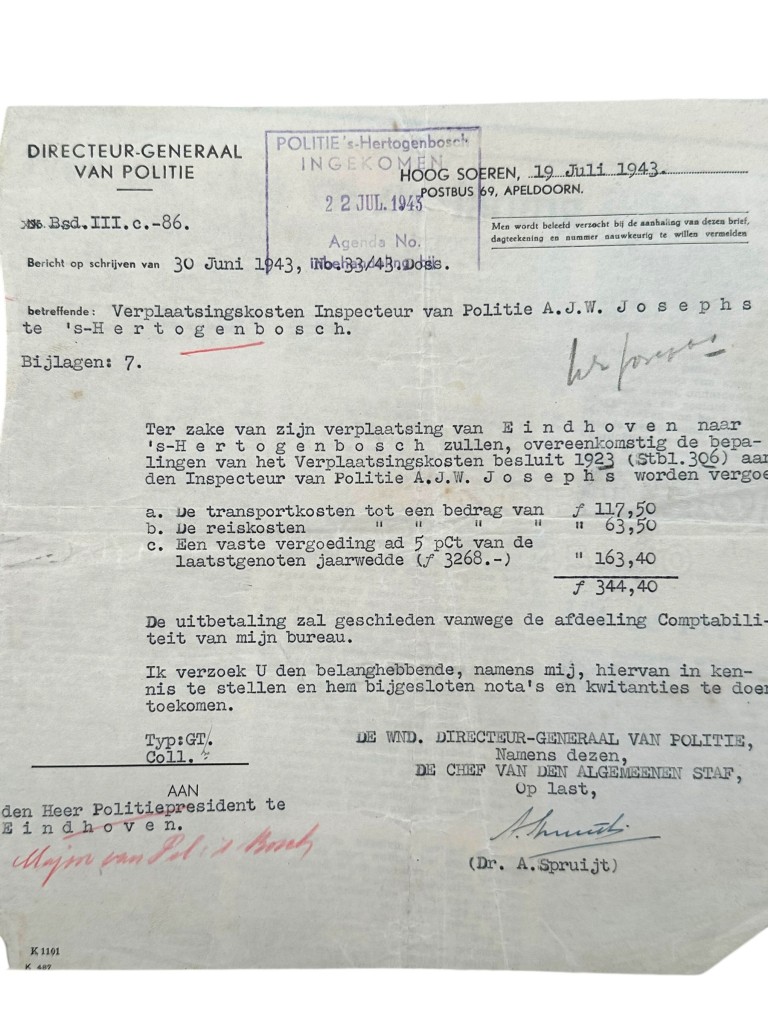 DIRECTEUR-GENERAAL
VAN POLITIE
POLITIE 's-Hertogenbosch
INGEKOMEN
22 JUL. 1943
Agenda No.
HOOG SOEREN, 19 Juli 1943.
POSTBUS 69, APELDOORN.
Bsd.III.c.-86.
Men wordt beleefd verzocht bij de aanhaling van dezen brief,
dagteekening en nummer nauwkeurig te willen vermelden
Bericht op schrijven van 30 Juni 1943, No.33/43.Doss.
betreffende: Verplaatsingskosten Inspecteur van Politie A.J.W. J o s e p h s
te 's-H e r t o g e n b o s c h.
Bijlagen: 7.
Ter zake van zijn verplaatsing van E i n d h o v e n naar
's-H e r t o g e n b o s c h zullen, overeenkomstig de bepa-
lingen van het Verplaatsingskosten besluit 1923 (Stbl.306) aan
den Inspecteur van Politie A.J.W. J o s e p h s worden vergoe
a. De transportkosten tot een bedrag van ƒ 117,50
b. De reiskosten " " " " " 63,50
c. Een vaste vergoeding ad 5 pCt van de
laatstgenoten jaarwedde (ƒ 3268.-) " 163,40
ƒ 344,40
De uitbetaling zal geschieden vanwege de afdeeling Comptabili-
teit van mijn bureau.
Ik verzoek U den belanghebbende, namens mij, hiervan in ken-
nis te stellen en hem bijgesloten nota's en kwitanties te doen
toekomen.
Typ:GT.
Coll.
DE WND. DIRECTEUR-GENERAAL VAN POLITIE,
Namens dezen,
DE CHEF VAN DEN ALGEMEENEN STAF,
Op last,
(Dr. A.Spruijt)
AAN
den Heer Politiepresident te
E i n d h o v e n.
K 1101
K 487